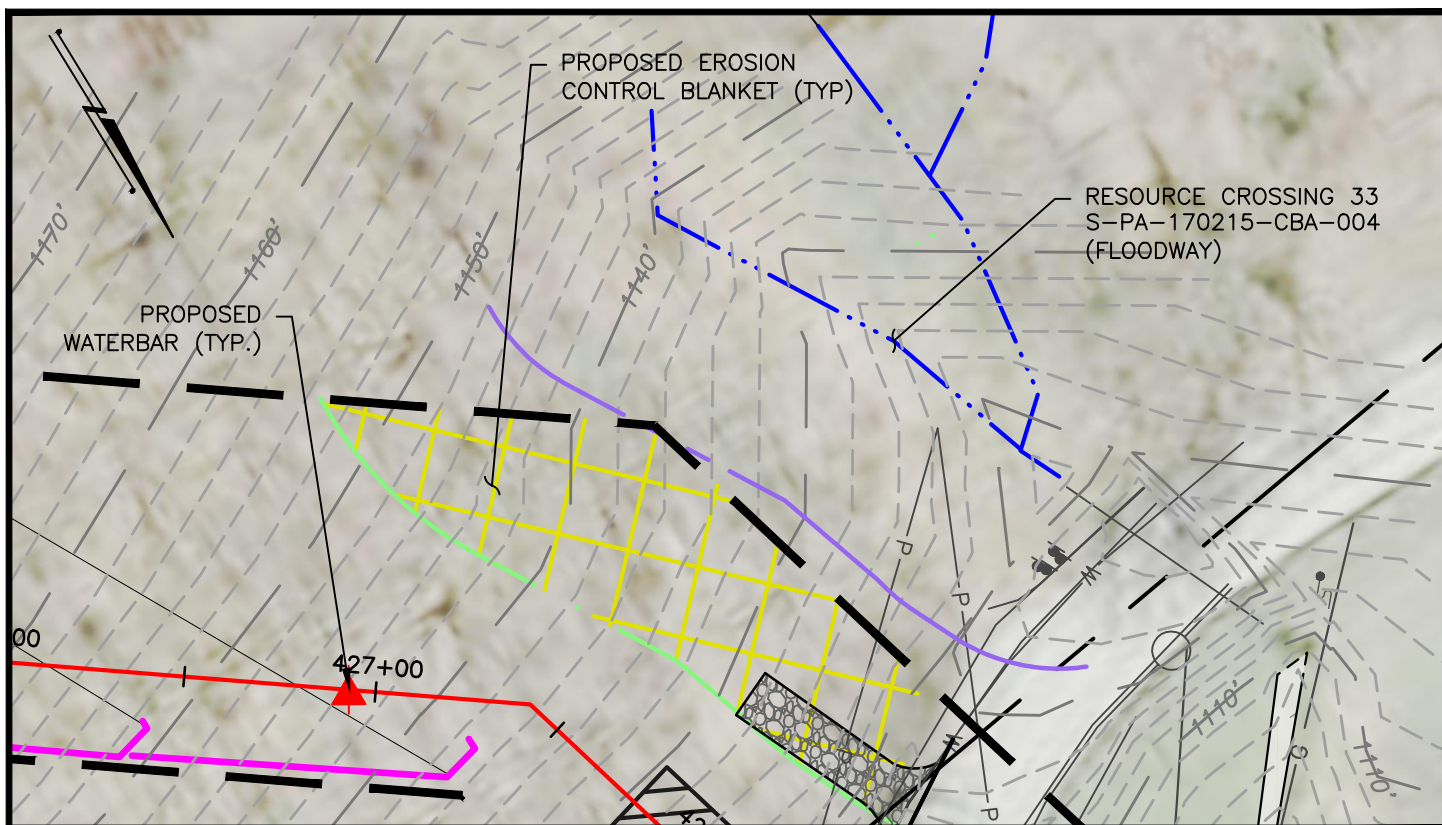 PROPOSED EROSION
CONTROL BLANKET (TYP)
RESOURCE CROSSING 33
S-PA-170215-CBA-004
(FLOODWAY)
1170'
1160'
1150'
1140'
PROPOSED
WATERBAR (TYP.)
P
W
P
00
427+00
1110'
W
1110'
P